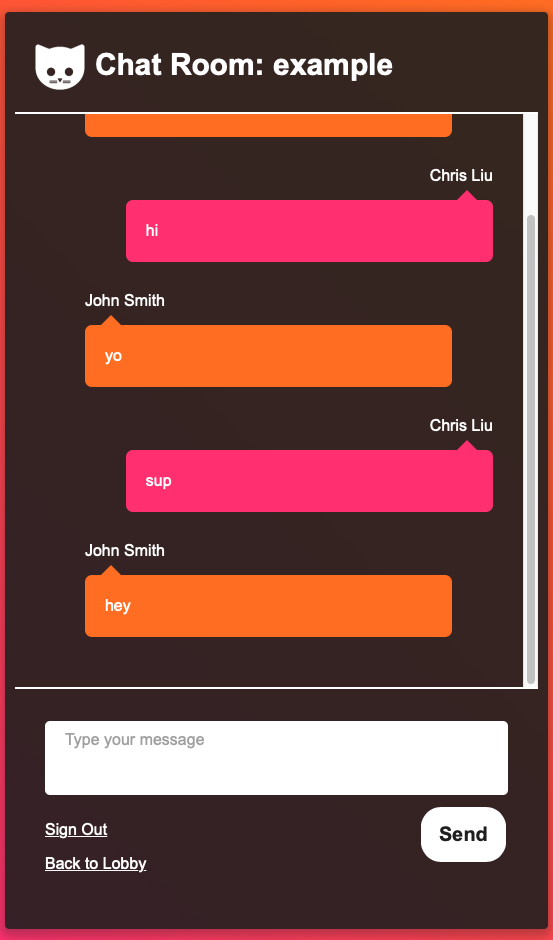 Chat Room: example
Chris Liu
hi
John Smith
yo
Chris Liu
sup
John Smith
hey
Type your message
Sign Out
Send
Back to Lobby